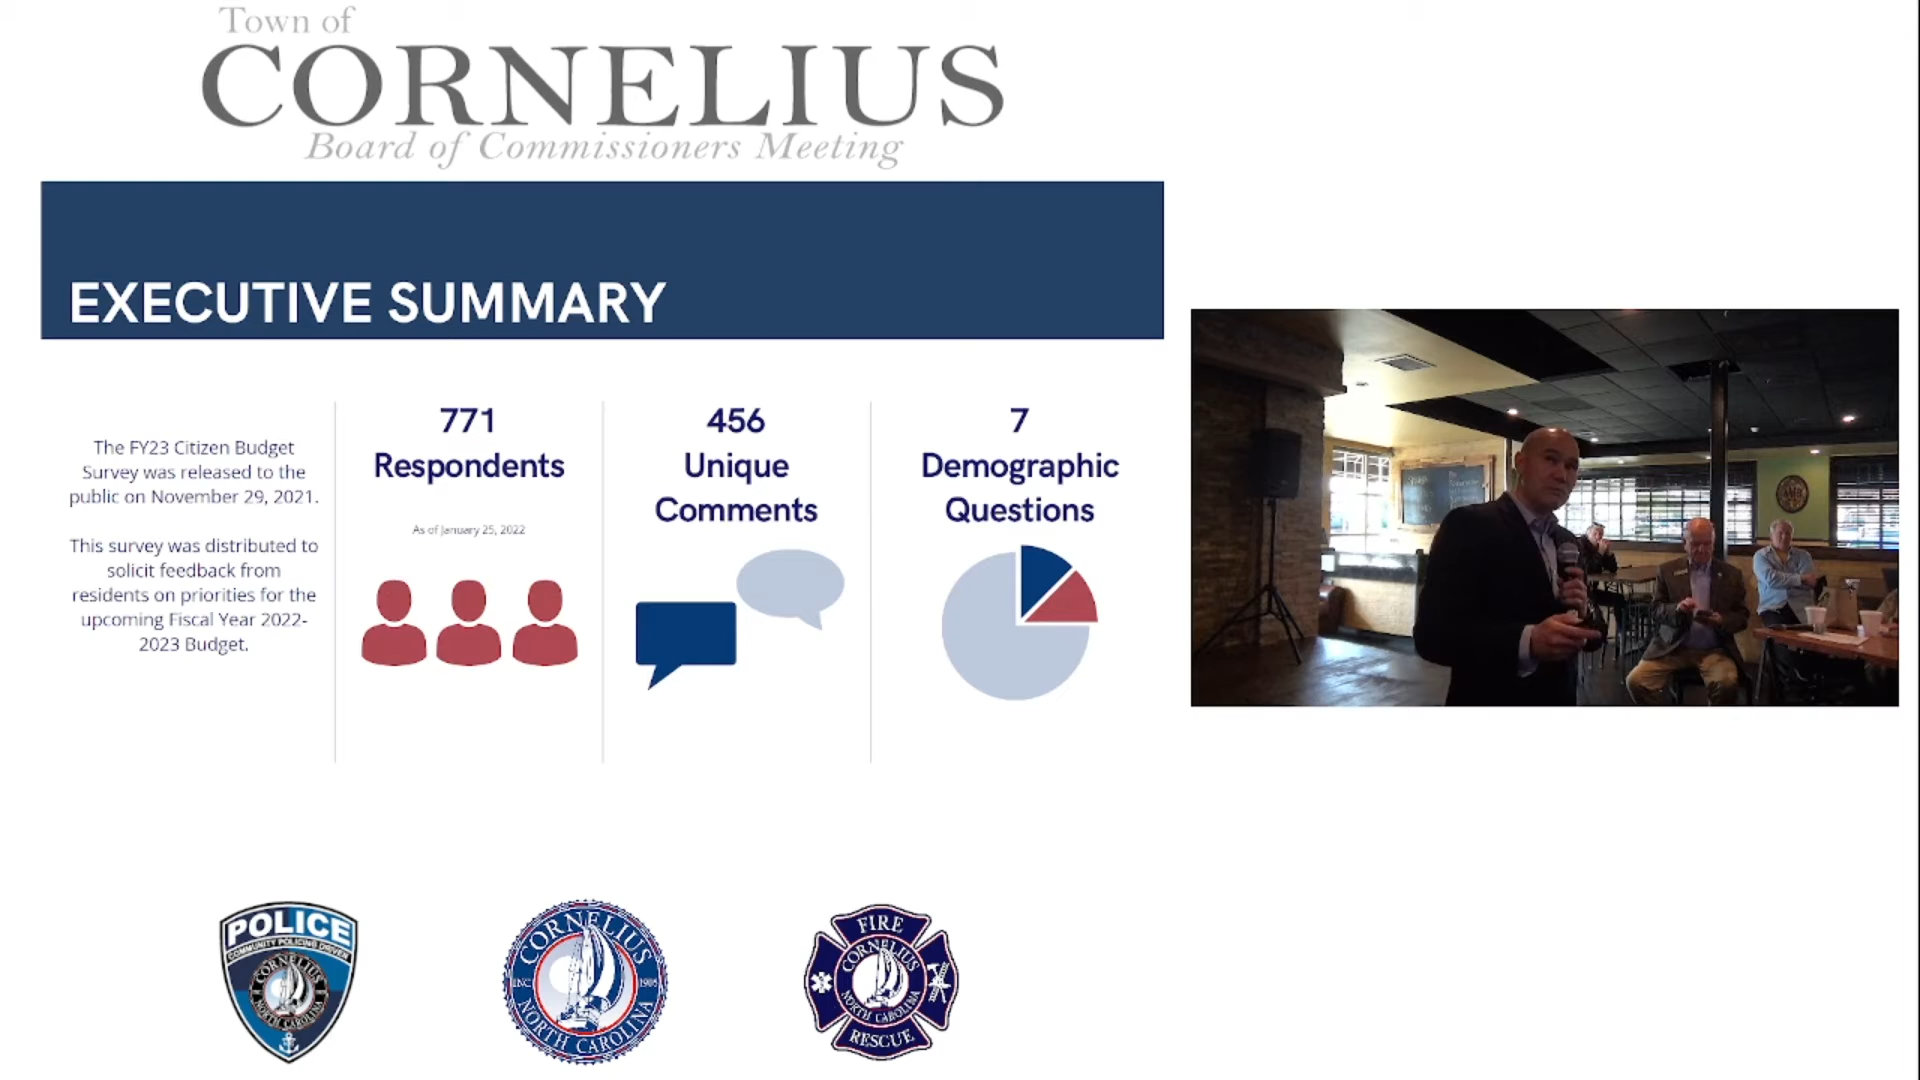 Town of
CORNELIUS
Board of Commissioners Meeting
EXECUTIVE SUMMARY
The FY23 Citizen Budget
Survey was released to the
public on November 29, 2021.
This survey was distributed to
solicit feedback from
residents on priorities for the
upcoming Fiscal Year 2022-
2023 Budget.
771
Respondents
As of January 25, 2022
456
Unique
Comments
7
Demographic
Questions
POLICE
COMMUNITY POLICING DRIVEN
CORNELIUS
NORTH CAROLINA
CORNELIUS
INC
1905
NORTH CAROLINA
FIRE
CORNELIUS
NORTH CAROLINA
RESCUE